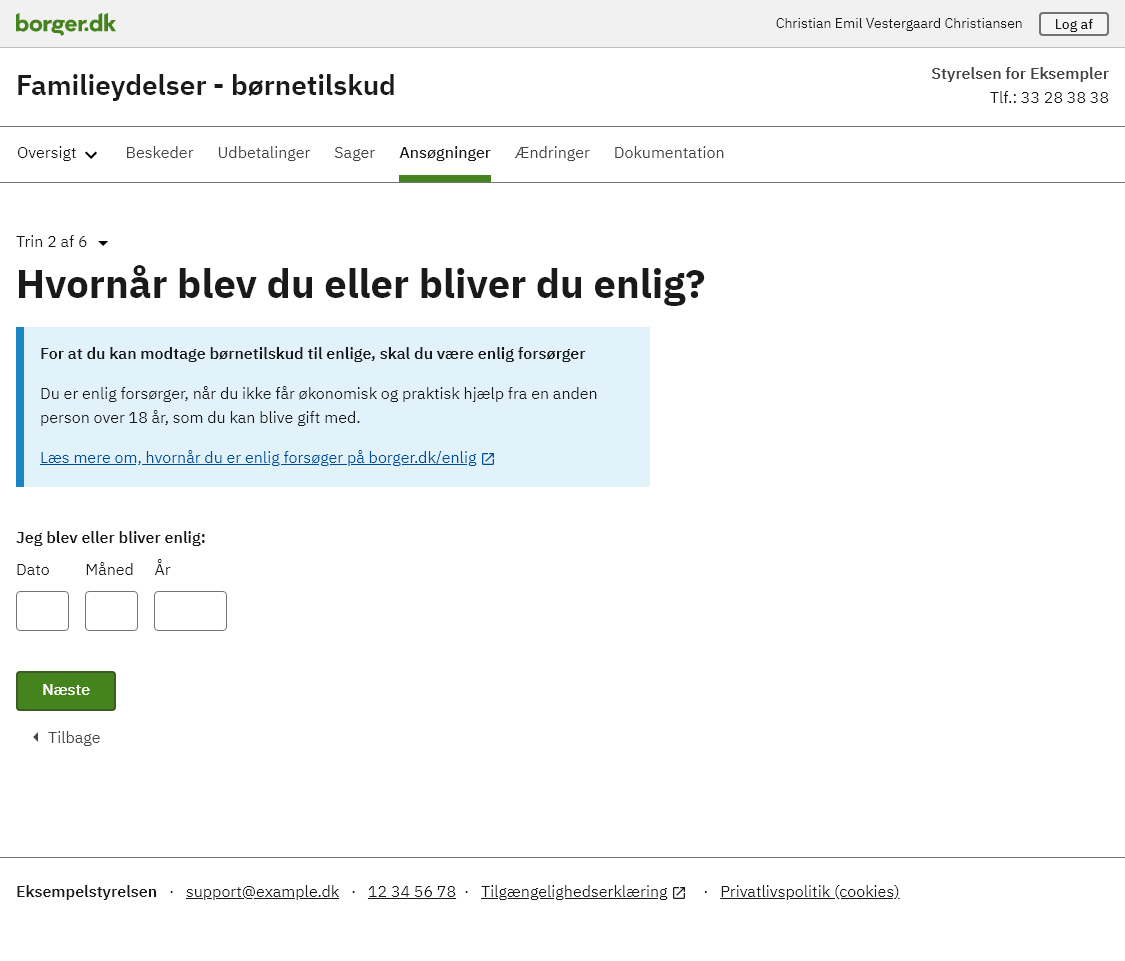 borger.dk
Christian Emil Vestergaard Christiansen
Log af
Familieydelser - børnetilskud
Styrelsen for Eksempler
Tlf.: 33 28 38 38
Oversigt Beskeder Udbetalinger Sager Ansøgninger Ændringer Dokumentation
Trin 2 af 6
Hvornår blev du eller bliver du enlig?
For at du kan modtage børnetilskud til enlige, skal du være enlig forsørger
Du er enlig forsørger, når du ikke får økonomisk og praktisk hjælp fra en anden
person over 18 år, som du kan blive gift med.
Læs mere om, hvornår du er enlig forsøger på borger.dk/enlig
Jeg blev eller bliver enlig:
Dato Måned År
Næste
Tilbage
Eksempelstyrelsen · support@example.dk · 12 34 56 78 · Tilgængelighedserklæring · Privatlivspolitik (cookies)